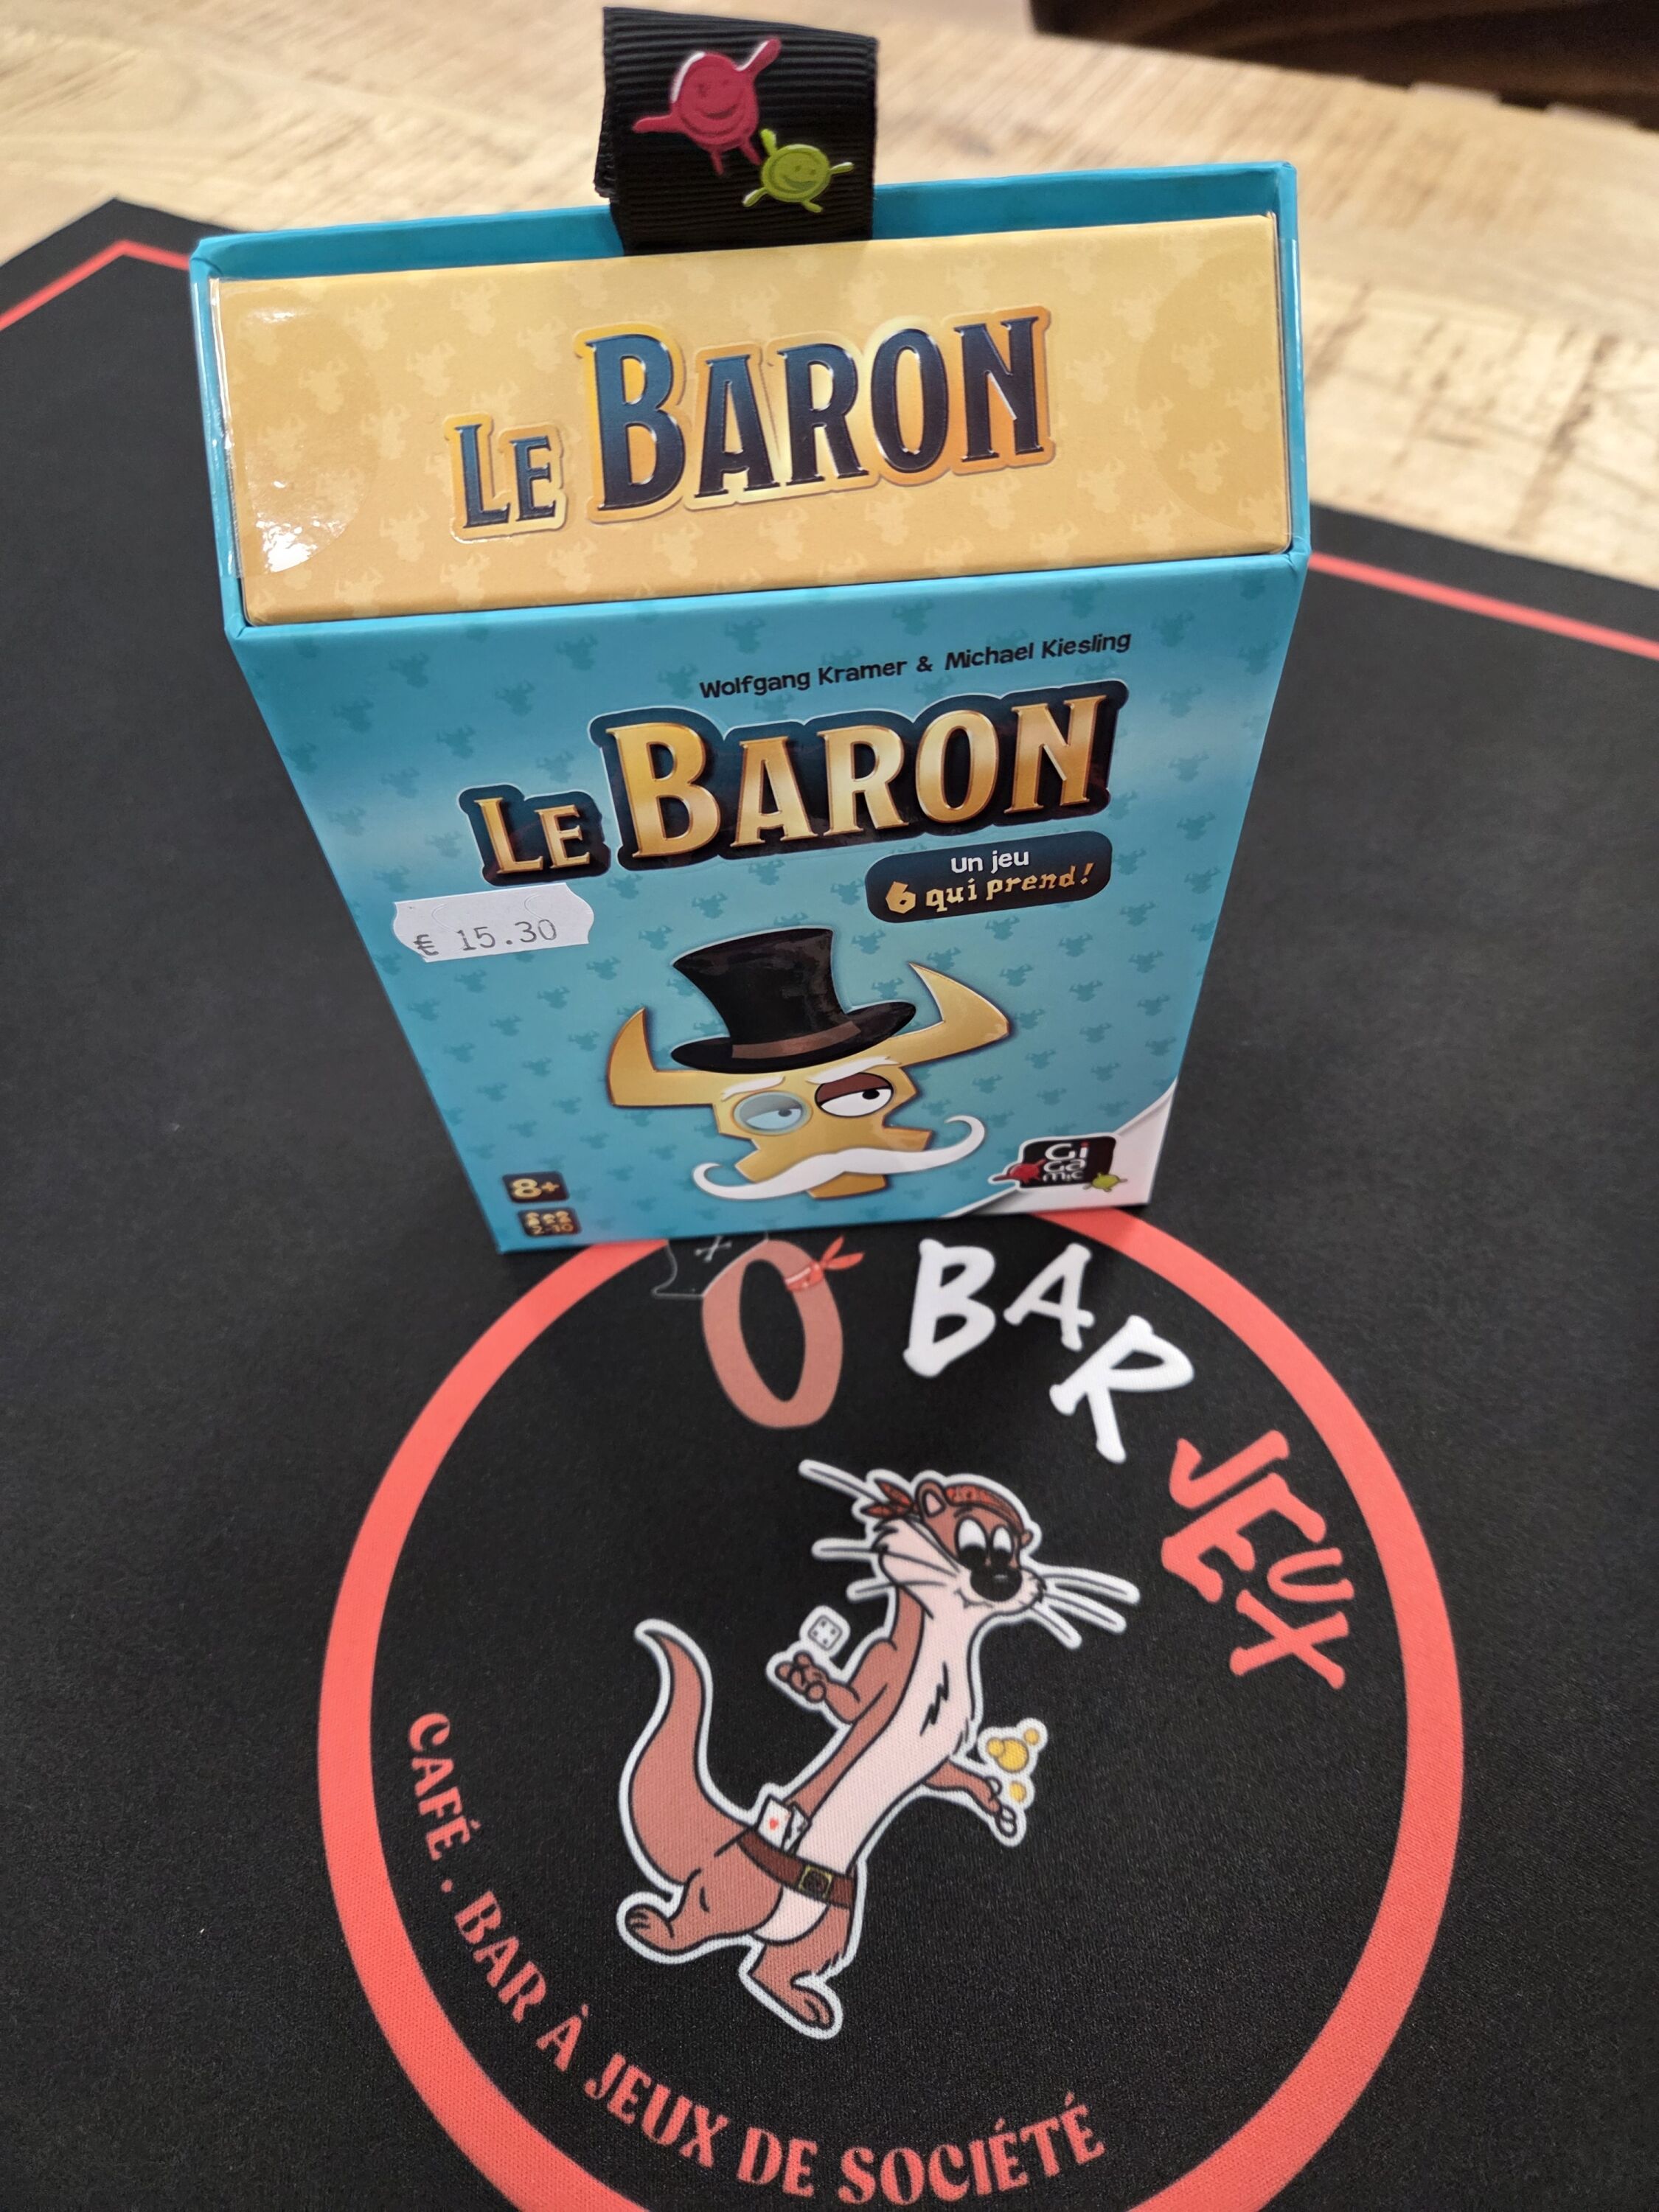 LE BARON
Wolfgang Kramer & Michael Kiesling
LE BARON
Un jeu
6 qui prend!
€ 15.30
8+
GiGamic
Ô BAR JEUX
CAFÉ . BAR À JEUX DE SOCIÉTÉ